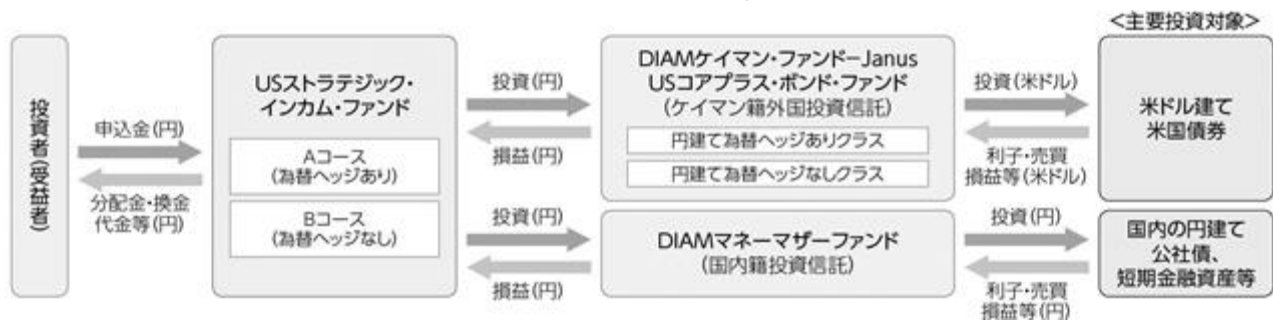 <主要投資対象>
投資者(受益者)
申込金(円)
分配金・換金
代金等(円)
USストラテジック・
インカム・ファンド
Aコース
(為替ヘッジあり)
Bコース
(為替ヘッジなし)
投資(円)
損益(円)
投資(円)
損益(円)
DIAMケイマン・ファンドーJanus
USコアプラス・ボンド・ファンド
(ケイマン籍外国投資信託)
円建て為替ヘッジありクラス
円建て為替ヘッジなしクラス
DIAMマネーマザーファンド
(国内籍投資信託)
投資(米ドル)
利子・売買
損益等(米ドル)
投資(円)
利子・売買
損益等(円)
米ドル建て
米国債券
国内の円建て
公社債、
短期金融資産等